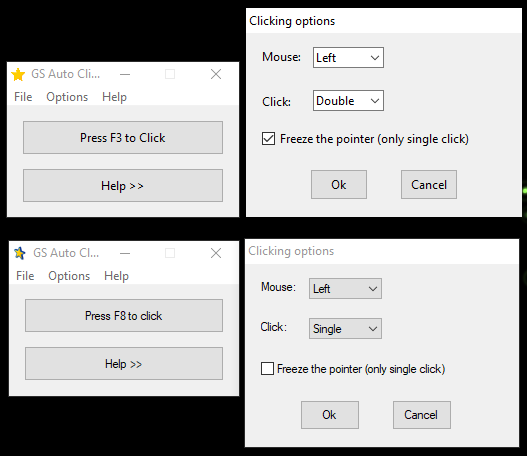 Clicking options
Mouse: Left
Click: Double
Freeze the pointer (only single click)
Ok Cancel
GS Auto Cli...
File Options Help
Press F3 to Click
Help >>
GS Auto Cli...
File Options Help
Press F8 to click
Help >>
Clicking options
Mouse: Left
Click: Single
Freeze the pointer (only single click)
Ok Cancel